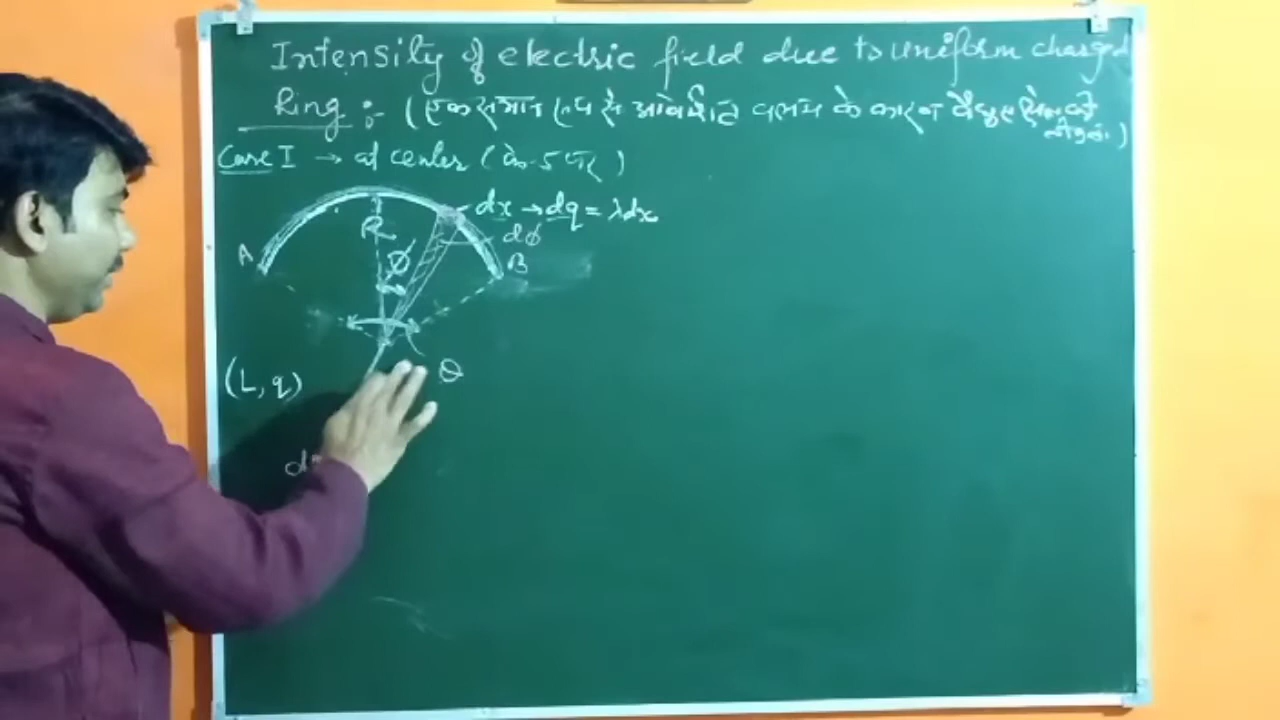 Intensity of electric field due to uniform charged
Ring :- (एक समान रूप से आवेशित वलय के कारण वैद्युत क्षेत्र की
Case I → at center (केन्द्र पर)
dx → dq = λdx
R
dϕ
A
ϕ
B
θ
(L, q)